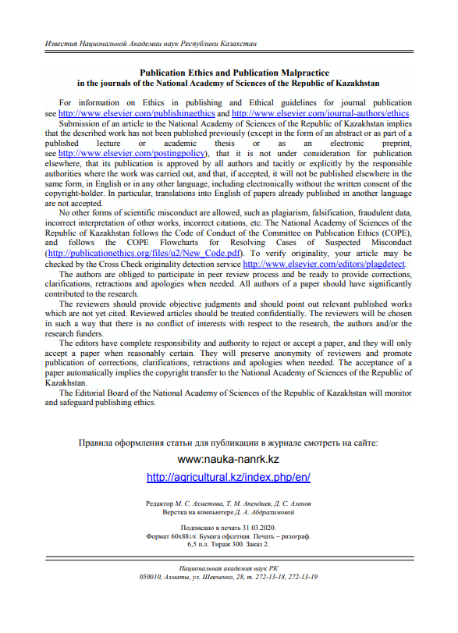 Известия Национальной Академии наук Республики Казахстан
Publication Ethics and Publication Malpractice
in the journals of the National Academy of Sciences of the Republic of Kazakhstan
For information on Ethics in publishing and Ethical guidelines for journal publication
see http://www.elsevier.com/publishingethics and http://www.elsevier.com/journal-authors/ethics.
Submission of an article to the National Academy of Sciences of the Republic of Kazakhstan implies
that the described work has not been published previously (except in the form of an abstract or as part of a
published lecture or academic thesis or as an electronic preprint,
see http://www.elsevier.com/postingpolicy), that it is not under consideration for publication
elsewhere, that its publication is approved by all authors and tacitly or explicitly by the responsible
authorities where the work was carried out, and that, if accepted, it will not be published elsewhere in the
same form, in English or in any other language, including electronically without the written consent of the
copyright-holder. In particular, translations into English of papers already published in another language
are not accepted.
No other forms of scientific misconduct are allowed, such as plagiarism, falsification, fraudulent data,
incorrect interpretation of other works, incorrect citations, etc. The National Academy of Sciences of the
Republic of Kazakhstan follows the Code of Conduct of the Committee on Publication Ethics (COPE),
and follows the COPE Flowcharts for Resolving Cases of Suspected Misconduct
(http://publicationethics.org/files/u2/New_Code.pdf). To verify originality, your article may be
checked by the Cross Check originality detection service http://www.elsevier.com/editors/plagdetect.
The authors are obliged to participate in peer review process and be ready to provide corrections,
clarifications, retractions and apologies when needed. All authors of a paper should have significantly
contributed to the research.
The reviewers should provide objective judgments and should point out relevant published works
which are not yet cited. Reviewed articles should be treated confidentially. The reviewers will be chosen
in such a way that there is no conflict of interests with respect to the research, the authors and/or the
research funders.
The editors have complete responsibility and authority to reject or accept a paper, and they will only
accept a paper when reasonably certain. They will preserve anonymity of reviewers and promote
publication of corrections, clarifications, retractions and apologies when needed. The acceptance of a
paper automatically implies the copyright transfer to the National Academy of Sciences of the Republic of
Kazakhstan.
The Editorial Board of the National Academy of Sciences of the Republic of Kazakhstan will monitor
and safeguard publishing ethics.
Правила оформления статьи для публикации в журнале смотреть на сайте:
www:nauka-nanrk.kz
http://agricultural.kz/index.php/en/
Редактор М. С. Ахметова, Т. М. Апендиев, Д. С. Аленов
Верстка на компьютере Д. А. Абдрахимовой
Подписано в печать 31.03.2020.
Формат 60х881/8. Бумага офсетная. Печать – ризограф.
6,5 п.л. Тираж 300. Заказ 2.
Национальная академия наук РК
050010, Алматы, ул. Шевченко, 28, т. 272-13-18, 272-13-19